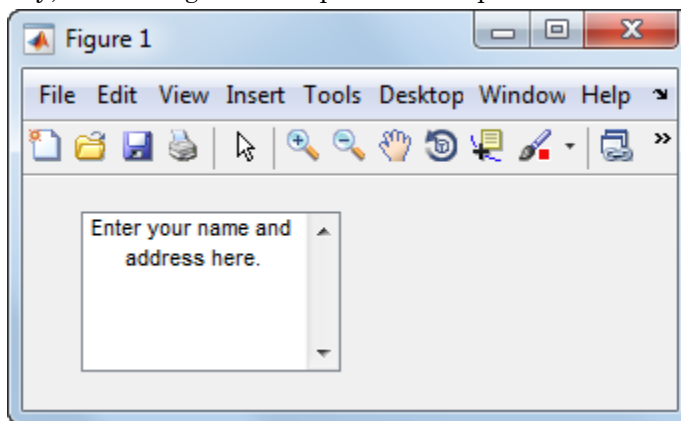 Figure 1
File Edit View Insert Tools Desktop Window Help
Enter your name and
address here.